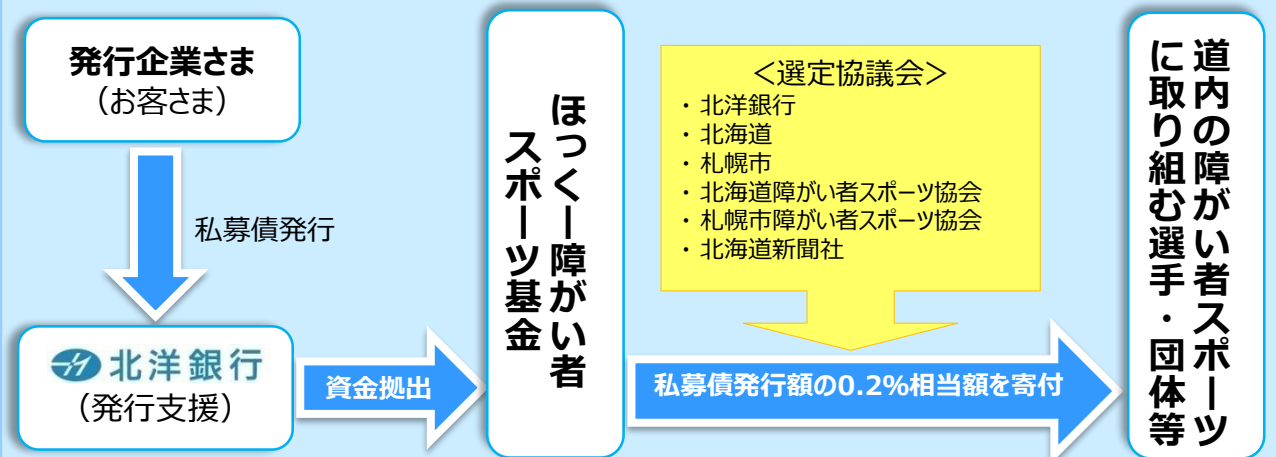 発行企業さま
（お客さま）
私募債発行
北洋銀行
（発行支援）
資金拠出
ほっくー障がい者
スポーツ基金
＜選定協議会＞
・北洋銀行
・北海道
・札幌市
・北海道障がい者スポーツ協会
・札幌市障がい者スポーツ協会
・北海道新聞社
私募債発行額の0.2%相当額を寄付
道内の障がい者スポーツ
に取り組む選手・団体等